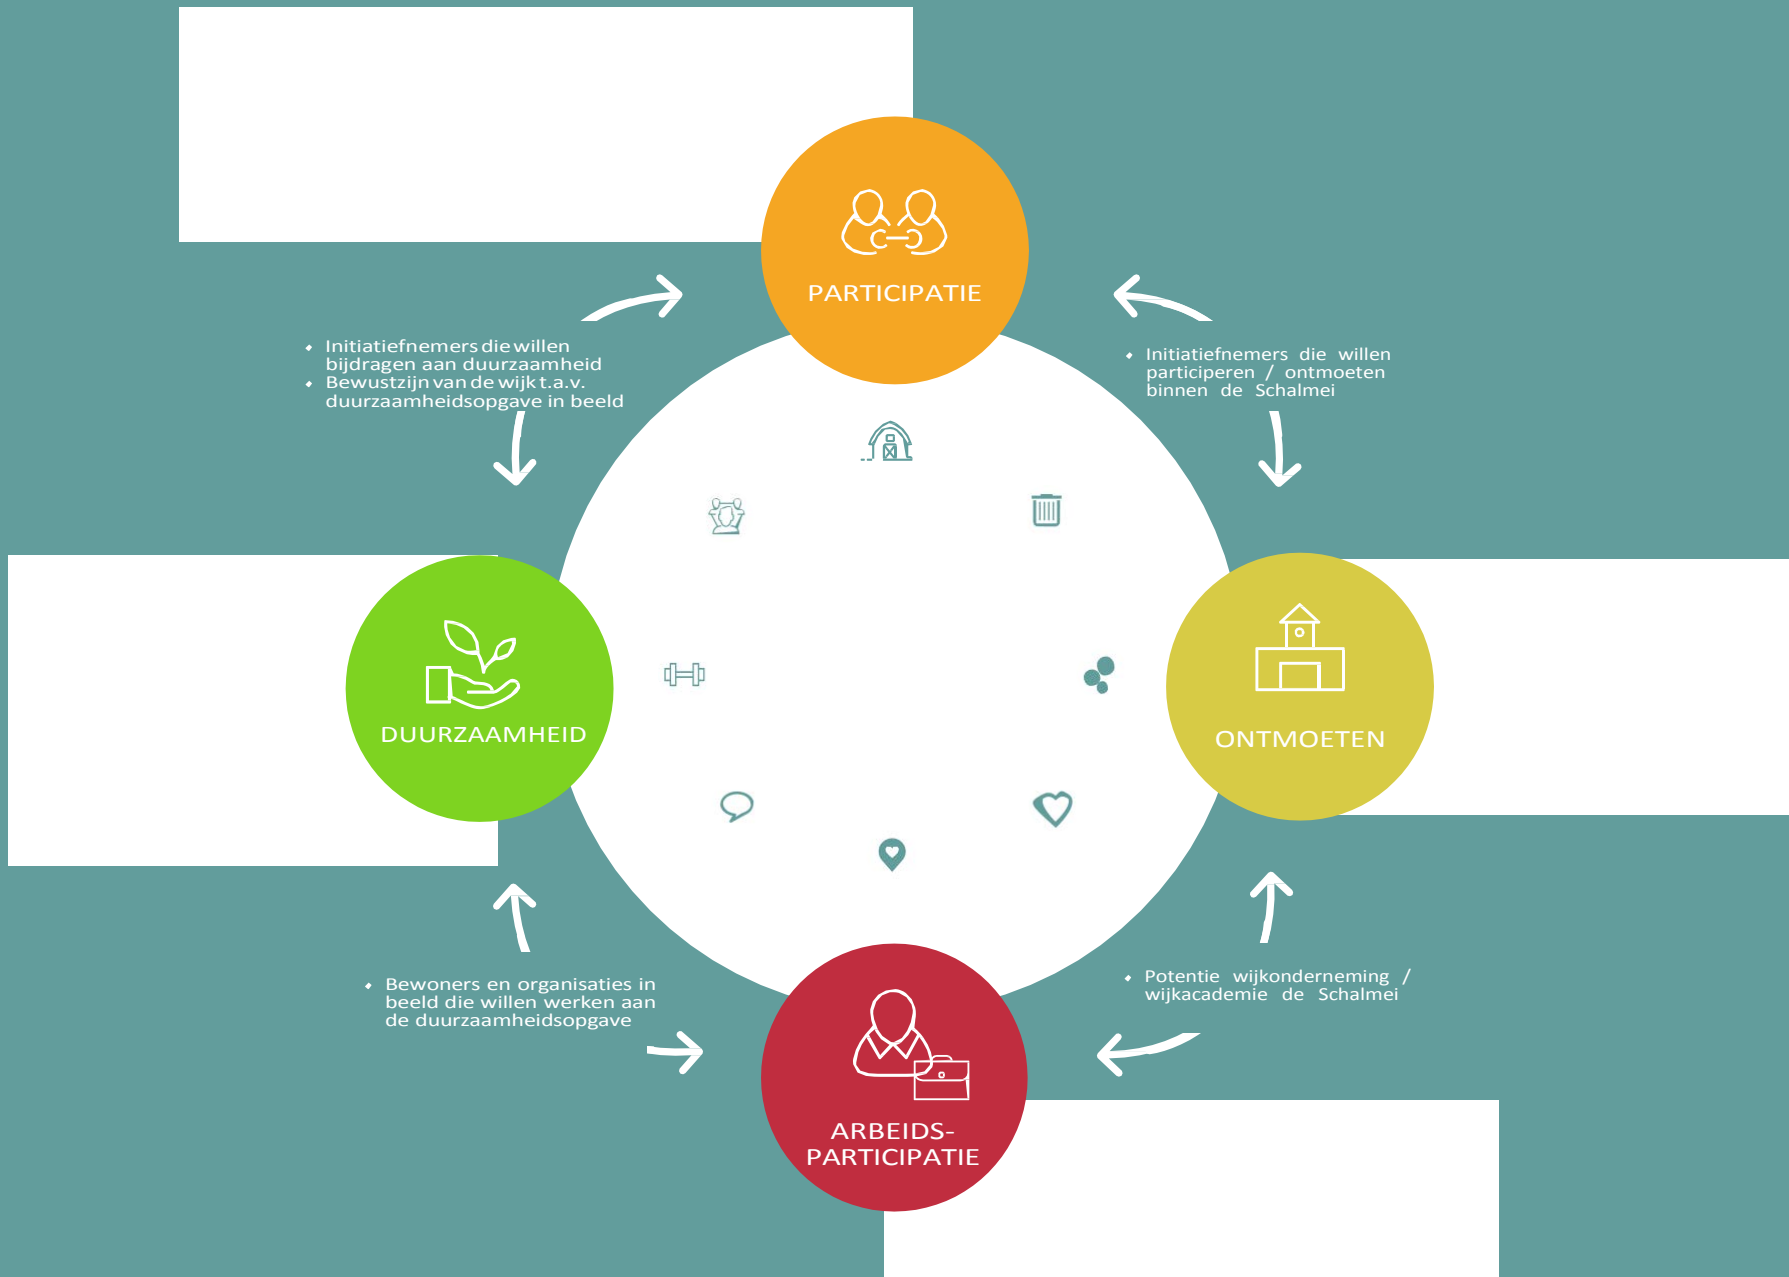 PARTICIPATIE
• Initiatiefnemers die willen
bijdragen aan duurzaamheid
• Bewustzijn van de wijk t.a.v.
duurzaamheidsopgave in beeld
• Initiatiefnemers die willen
participeren / ontmoeten
binnen de Schalmei
DUURZAAMHEID
ONTMOETEN
• Bewoners en organisaties in
beeld die willen werken aan
de duurzaamheidsopgave
• Potentie wijkonderneming /
wijkacademie de Schalmei
ARBEIDS-
PARTICIPATIE